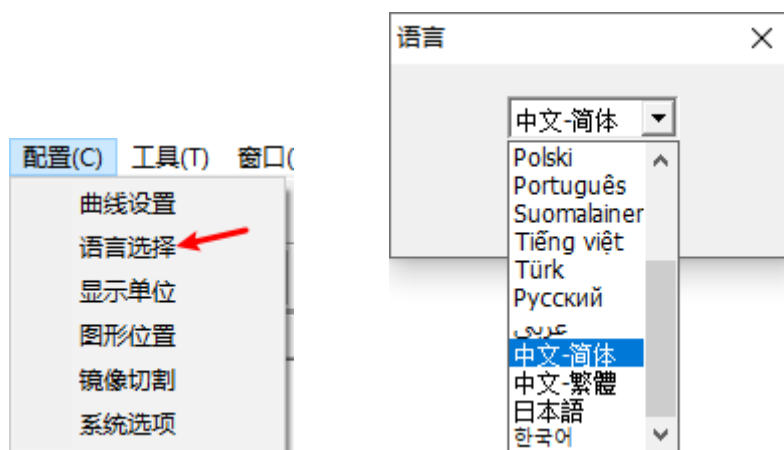 配置(C) 工具(T) 窗口(
曲线设置
语言选择
显示单位
图形位置
镜像切割
系统选项
语言
中文-简体
Polski
Português
Suomalainer
Tiếng việt
Türk
Русский
عربى
中文-简体
中文-繁體
日本語
한국어